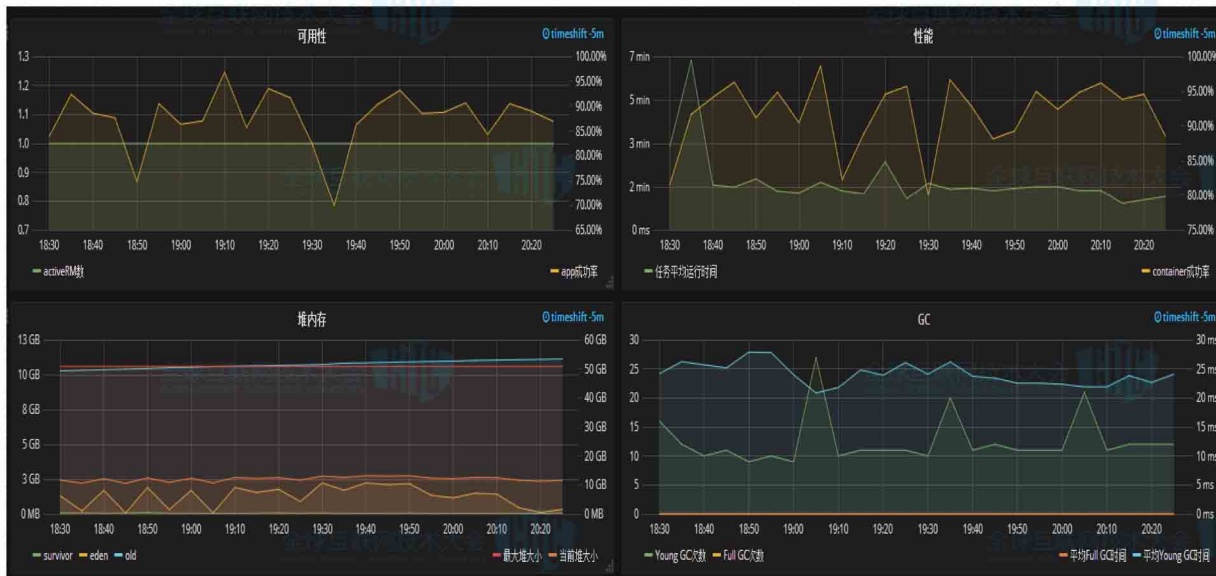 可用性
timeshift -5m
1.3
1.2
1.1
1.0
0.9
0.8
0.7
100.00%
95.00%
90.00%
85.00%
80.00%
75.00%
70.00%
65.00%
18:30 18:40 18:50 19:00 19:10 19:20 19:30 19:40 19:50 20:00 20:10 20:20
activeRM数 app成功率
性能
timeshift -5m
7 min
5 min
3 min
2 min
0 ms
100.00%
95.00%
90.00%
85.00%
80.00%
75.00%
18:30 18:40 18:50 19:00 19:10 19:20 19:30 19:40 19:50 20:00 20:10 20:20
任务平均运行时间 container成功率
堆内存
timeshift -5m
13 GB
10 GB
8 GB
5 GB
3 GB
0 MB
60 GB
50 GB
40 GB
30 GB
20 GB
10 GB
0 MB
18:30 18:40 18:50 19:00 19:10 19:20 19:30 19:40 19:50 20:00 20:10 20:20
survivor eden old 最大堆大小 当前堆大小
GC
timeshift -5m
30
25
20
15
10
5
0
30 ms
25 ms
20 ms
15 ms
10 ms
5 ms
0 ms
18:30 18:40 18:50 19:00 19:10 19:20 19:30 19:40 19:50 20:00 20:10 20:20
Young GC次数 Full GC次数 平均Full GC时间 平均Young GC时间
全球互联网技术大会